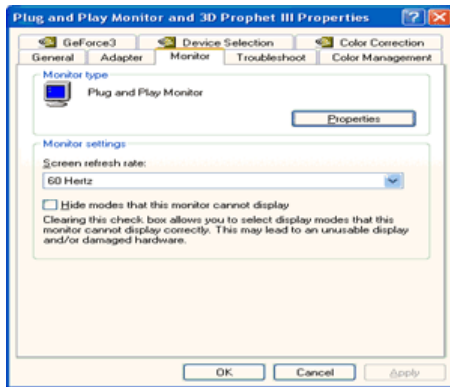 Plug and Play Monitor and 3D Prophet III Properties
GeForce3 Device Selection Color Correction
General Adapter Monitor Troubleshoot Color Management
Monitor type
Plug and Play Monitor
Properties
Monitor settings
Screen refresh rate:
60 Hertz
Hide modes that this monitor cannot display
Clearing this check box allows you to select display modes that this
monitor cannot display correctly. This may lead to an unusable display
and/or damaged hardware.
OK Cancel Apply